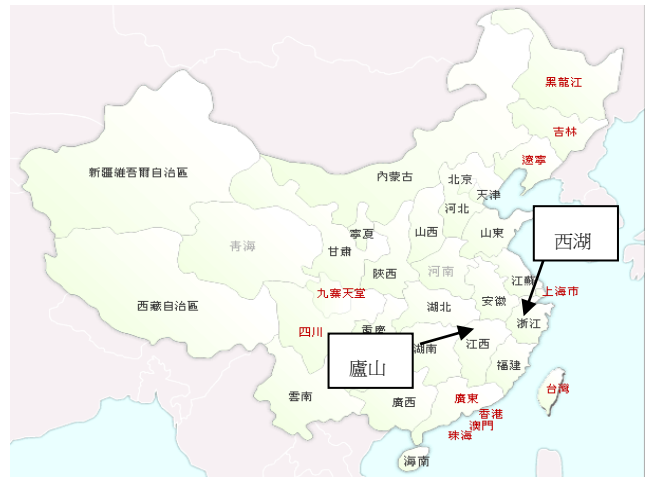 黑龍江
吉林
遼寧
內蒙古
新疆維吾爾自治區
北京
天津
河北
山西
山東
寧夏
青海
甘肅
陝西
河南
西湖
江蘇
上海市
安徽
九寨天堂
西藏自治區
湖北
浙江
四川
重慶
湖南
江西
廬山
福建
雲南
廣西
廣東
台灣
香港
澳門
珠海
海南